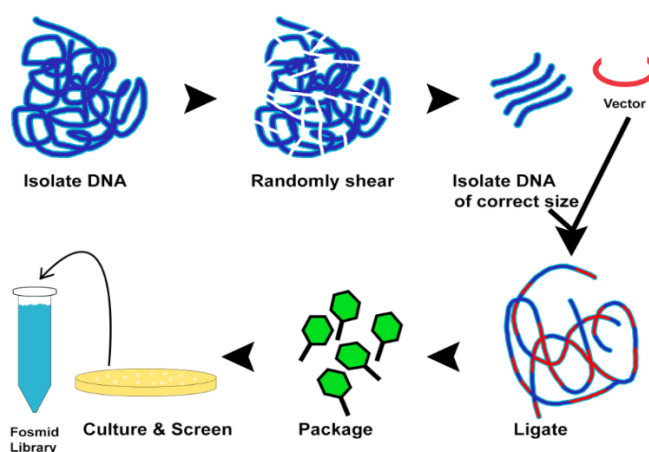 Isolate DNA
Randomly shear
Isolate DNA
of correct size
Vector
Ligate
Package
Culture & Screen
Fosmid
Library